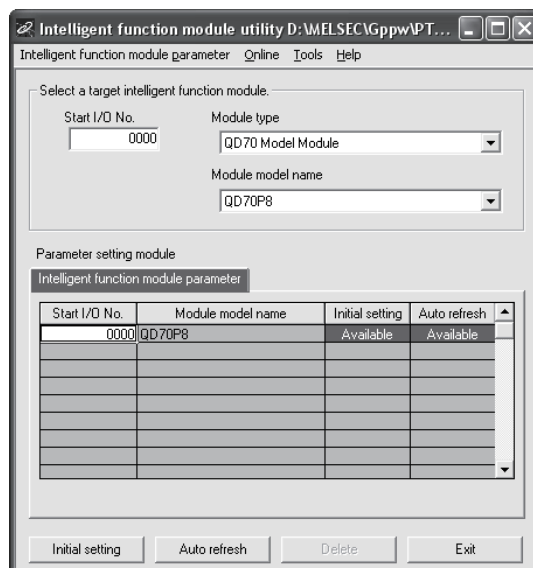 Intelligent function module utility D:\MELSEC\Gppw\PT...
Intelligent function module parameter Online Tools Help
Select a target intelligent function module.
Start I/O No. Module type
0000 QD70 Model Module
Module model name
QD70P8
Parameter setting module
Intelligent function module parameter
Start I/O No. Module model name Initial setting Auto refresh
0000 QD70P8 Available Available
Initial setting Auto refresh Delete Exit